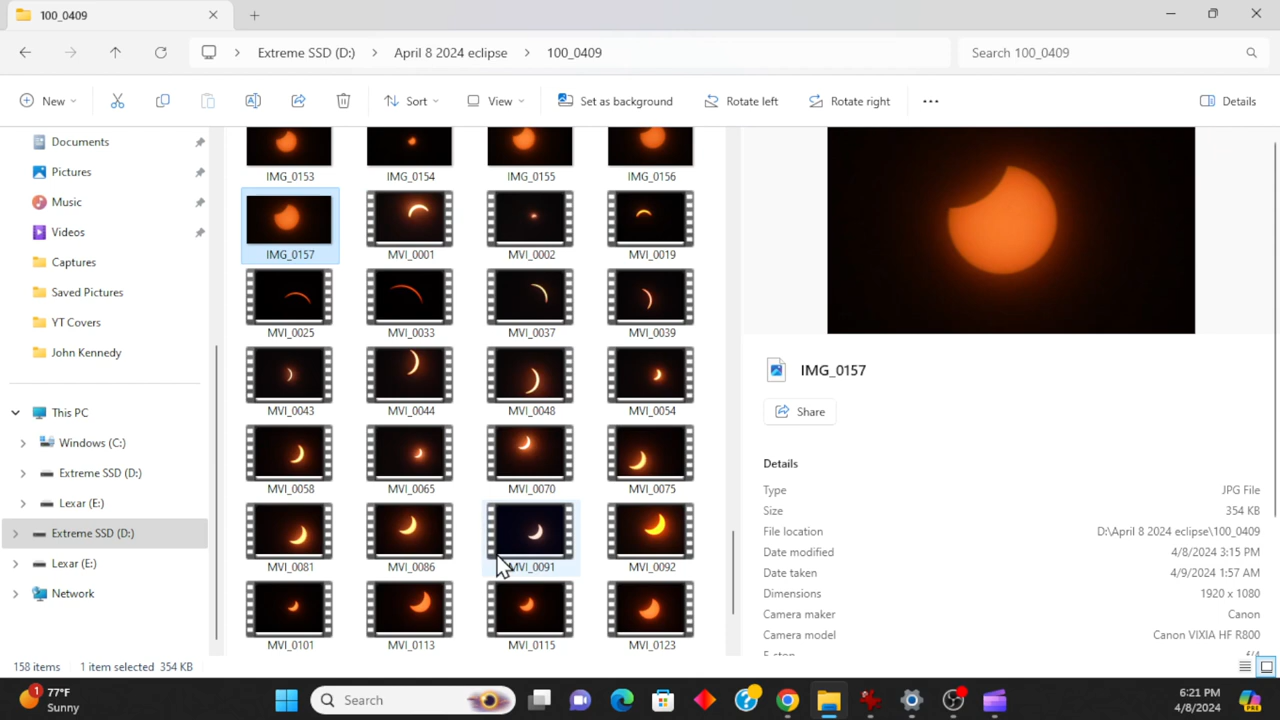 100_0409
Extreme SSD (D:) > April 8 2024 eclipse > 100_0409
Search 100_0409
New
Sort
View
Set as background
Rotate left
Rotate right
Details
Documents
Pictures
Music
Videos
Captures
Saved Pictures
YT Covers
John Kennedy
This PC
Windows (C:)
Extreme SSD (D:)
Lexar (E:)
Extreme SSD (D:)
Lexar (E:)
Network
IMG_0153 IMG_0154 IMG_0155 IMG_0156
IMG_0157 MVI_0001 MVI_0002 MVI_0019
MVI_0025 MVI_0033 MVI_0037 MVI_0039
MVI_0043 MVI_0044 MVI_0048 MVI_0054
MVI_0058 MVI_0065 MVI_0070 MVI_0075
MVI_0081 MVI_0086 MVI_0091 MVI_0092
MVI_0101 MVI_0113 MVI_0115 MVI_0123
IMG_0157
Share
Details
Type JPG File
Size 354 KB
File location D:\April 8 2024 eclipse\100_0409
Date modified 4/8/2024 3:15 PM
Date taken 4/9/2024 1:57 AM
Dimensions 1920 x 1080
Camera maker Canon
Camera model Canon VIXIA HF R800
158 items 1 item selected 354 KB
1
77°F
Sunny
Search
6:21 PM
4/8/2024